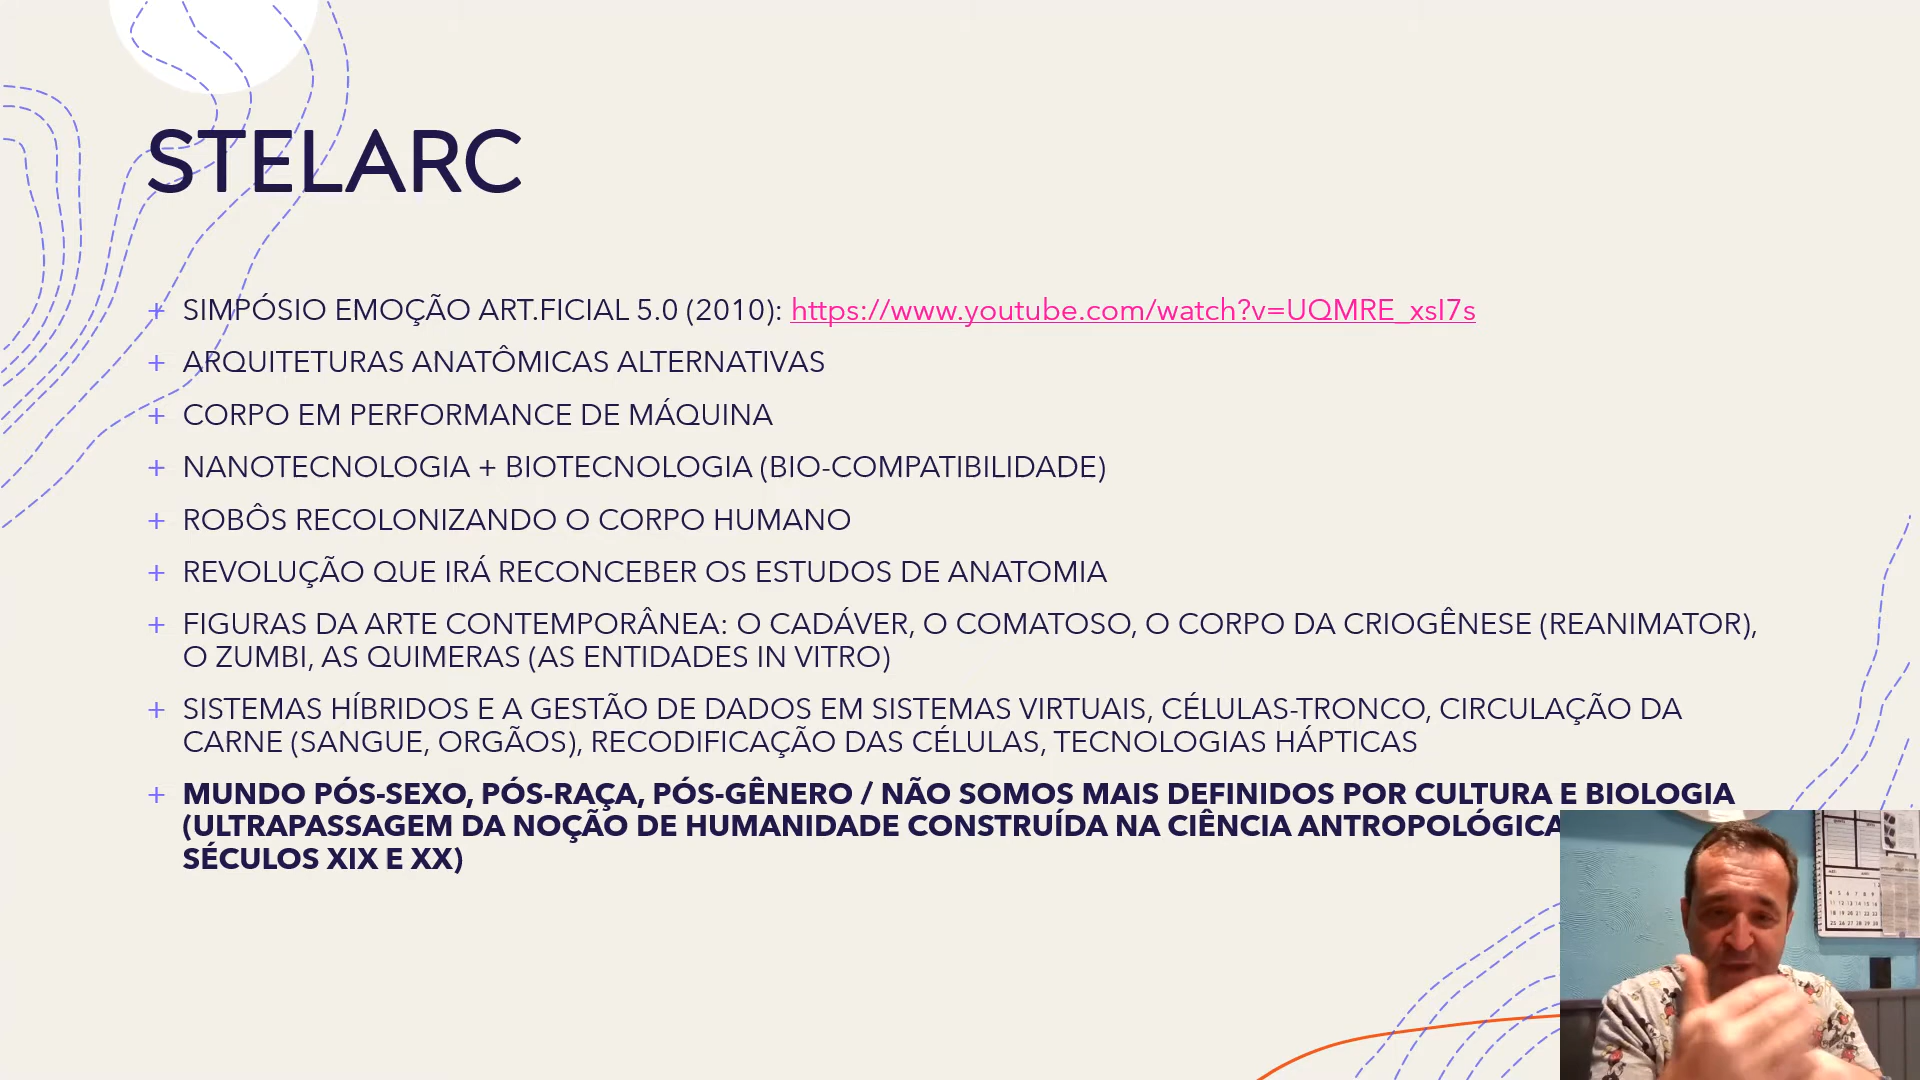 STELARC
+ SIMPÓSIO EMOÇÃO ART.FICIAL 5.0 (2010): https://www.youtube.com/watch?v=UQMRE_xsI7s
+ ARQUITETURAS ANATÔMICAS ALTERNATIVAS
+ CORPO EM PERFORMANCE DE MÁQUINA
+ NANOTECNOLOGIA + BIOTECNOLOGIA (BIO-COMPATIBILIDADE)
+ ROBÔS RECOLONIZANDO O CORPO HUMANO
+ REVOLUÇÃO QUE IRÁ RECONCEBER OS ESTUDOS DE ANATOMIA
+ FIGURAS DA ARTE CONTEMPORÂNEA: O CADÁVER, O COMATOSO, O CORPO DA CRIOGÊNESE (REANIMATOR),
O ZUMBI, AS QUIMERAS (AS ENTIDADES IN VITRO)
+ SISTEMAS HÍBRIDOS E A GESTÃO DE DADOS EM SISTEMAS VIRTUAIS, CÉLULAS-TRONCO, CIRCULAÇÃO DA
CARNE (SANGUE, ORGÃOS), RECODIFICAÇÃO DAS CÉLULAS, TECNOLOGIAS HÁPTICAS
+ MUNDO PÓS-SEXO, PÓS-RAÇA, PÓS-GÊNERO / NÃO SOMOS MAIS DEFINIDOS POR CULTURA E BIOLOGIA
(ULTRAPASSAGEM DA NOÇÃO DE HUMANIDADE CONSTRUÍDA NA CIÊNCIA ANTROPOLÓGICA
SÉCULOS XIX E XX)